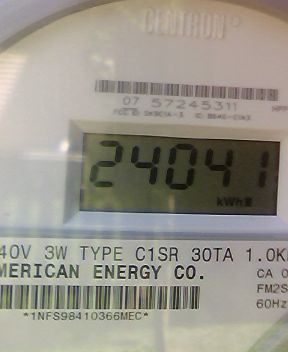 CENTRON®
07 57245311
24041
kWh
40V 3W TYPE C1SR 30TA 1.0K
MERICAN ENERGY CO.
CA 0
FM2S
60Hz
*1NFS98410366MEC*